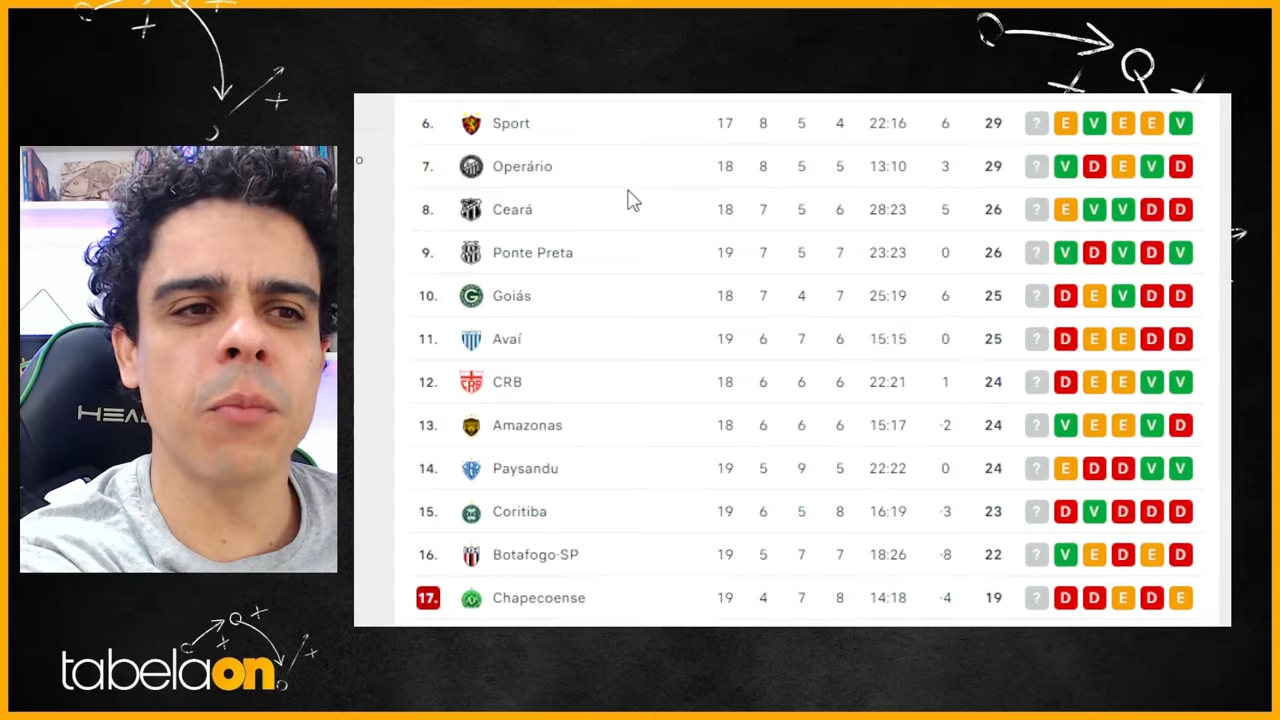 6. Sport 17 8 5 4 22:16 6 29 ? E V E E V
7. Operário 18 8 5 5 13:10 3 29 ? V D E V D
8. Ceará 18 7 5 6 28:23 5 26 ? E V V D D
9. Ponte Preta 19 7 5 7 23:23 0 26 ? V D V D V
10. Goiás 18 7 4 7 25:19 6 25 ? D E V D D
11. Avaí 19 6 7 6 15:15 0 25 ? D E E D D
12. CRB 18 6 6 6 22:21 1 24 ? D E E V V
13. Amazonas 18 6 6 6 15:17 -2 24 ? V E E V D
14. Paysandu 19 5 9 5 22:22 0 24 ? E D D V V
15. Coritiba 19 6 5 8 16:19 -3 23 ? D V D D D
16. Botafogo-SP 19 5 7 7 18:26 -8 22 ? V E D E D
17. Chapecoense 19 4 7 8 14:18 -4 19 ? D D E D E
o
HEA
tabelaon